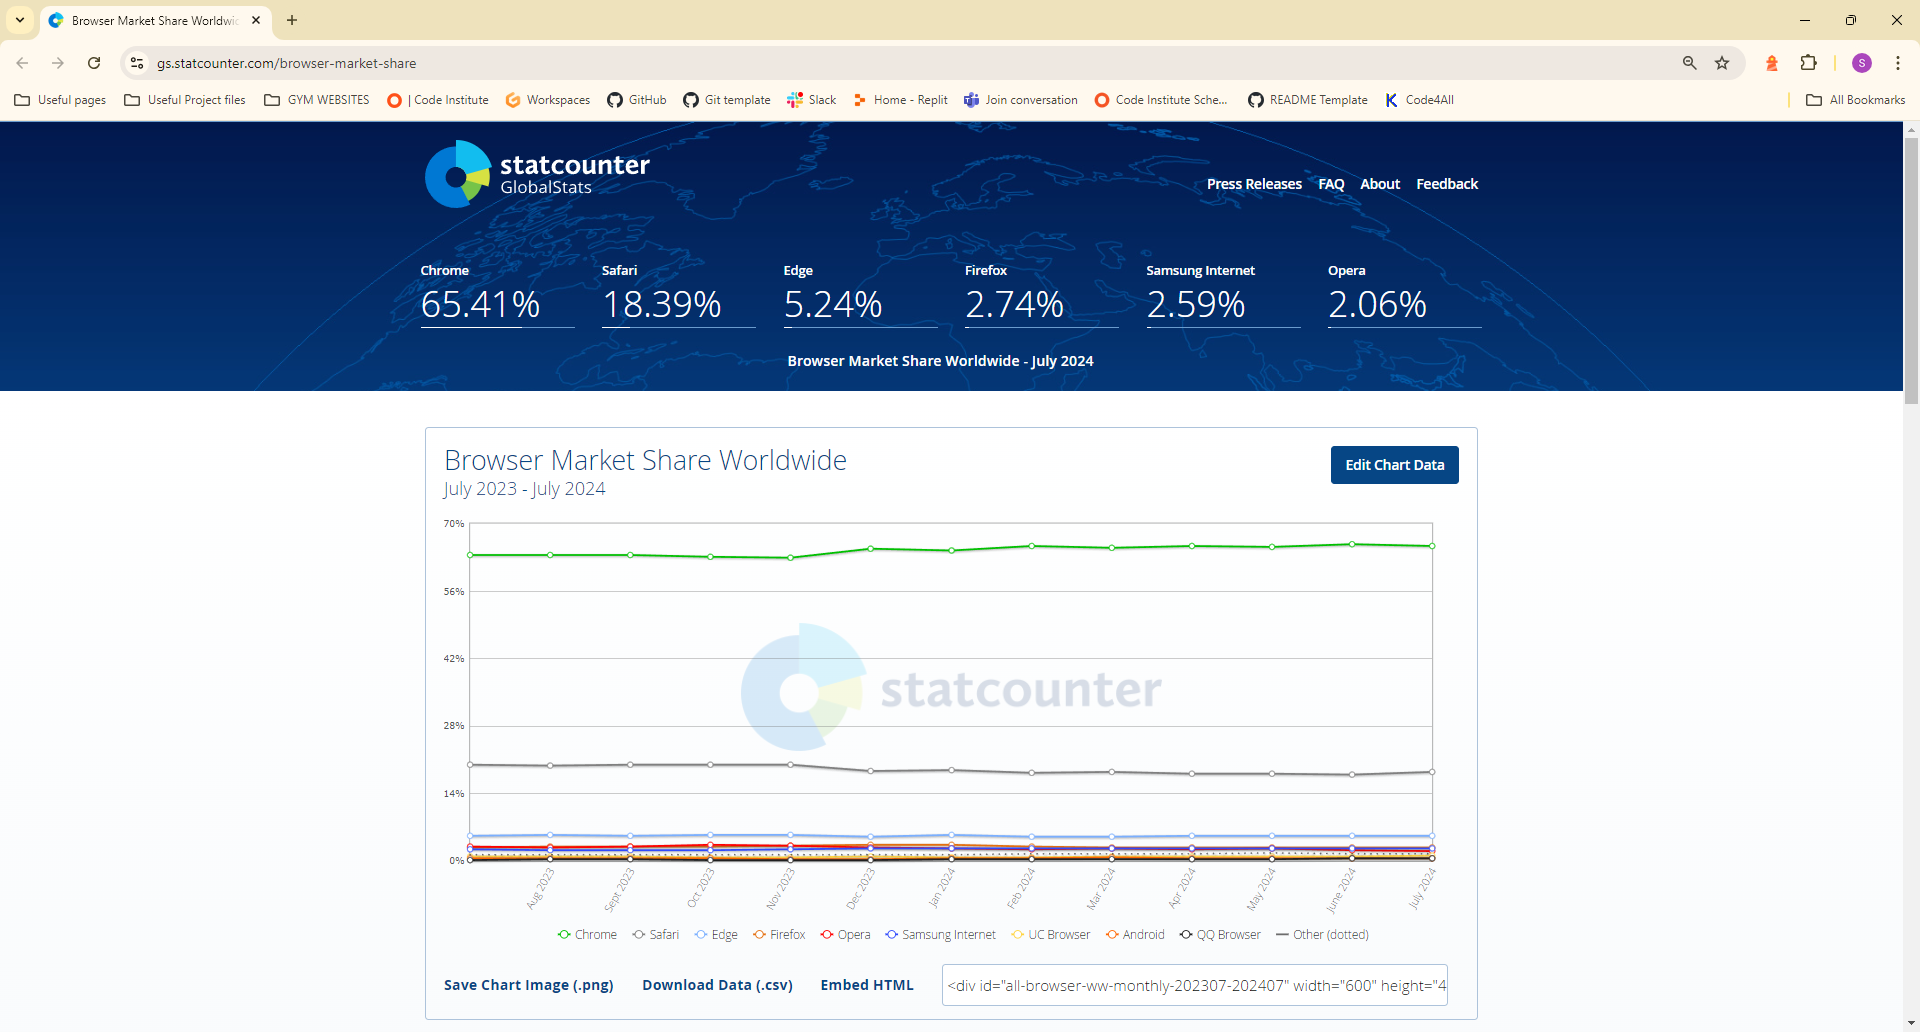 Browser Market Share Worldwi
gs.statcounter.com/browser-market-share
S
Useful pages Useful Project files GYM WEBSITES | Code Institute Workspaces GitHub Git template Slack Home - Replit Join conversation Code Institute Sche... README Template Code4All All Bookmarks
statcounter
GlobalStats
Press Releases FAQ About Feedback
Chrome Safari Edge Firefox Samsung Internet Opera
65.41% 18.39% 5.24% 2.74% 2.59% 2.06%
Browser Market Share Worldwide - July 2024
Browser Market Share Worldwide
July 2023 - July 2024
Edit Chart Data
70%
56%
42%
statcounter
28%
14%
0%
Aug 2023 Sept 2023 Oct 2023 Nov 2023 Dec 2023 Jan 2024 Feb 2024 Mar 2024 Apr 2024 May 2024 June 2024 July 2024
Chrome Safari Edge Firefox Opera Samsung Internet UC Browser Android QQ Browser Other (dotted)
Save Chart Image (.png) Download Data (.csv) Embed HTML <div id="all-browser-ww-monthly-202307-202407" width="600" height="4